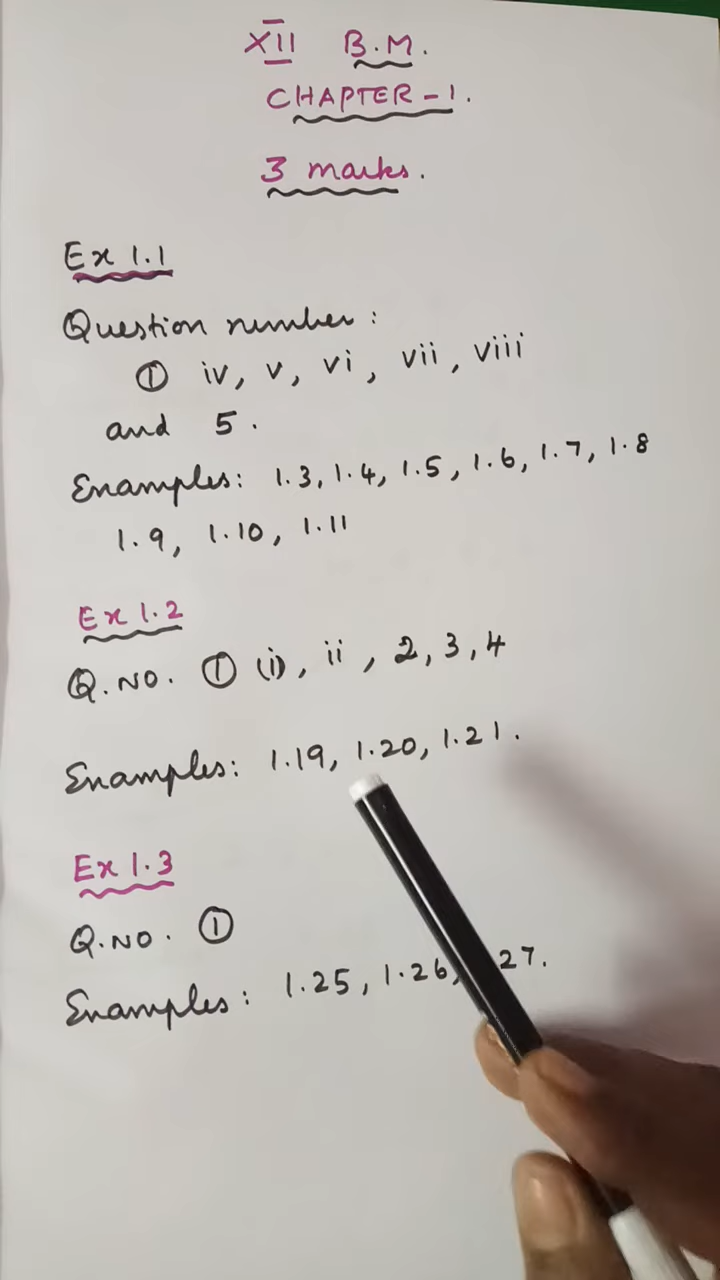 XII B.M.
CHAPTER-1.
3 marks.
Ex 1.1
Question number:
① iv, v, vi, vii, viii
and 5.
Examples: 1.3, 1.4, 1.5, 1.6, 1.7, 1.8
1.9, 1.10, 1.11
Ex 1.2
Q.NO. ① (i), ii, 2, 3, 4
Examples: 1.19, 1.20, 1.21.
Ex 1.3
Q.NO. ①
Examples: 1.25, 1.26, 27.